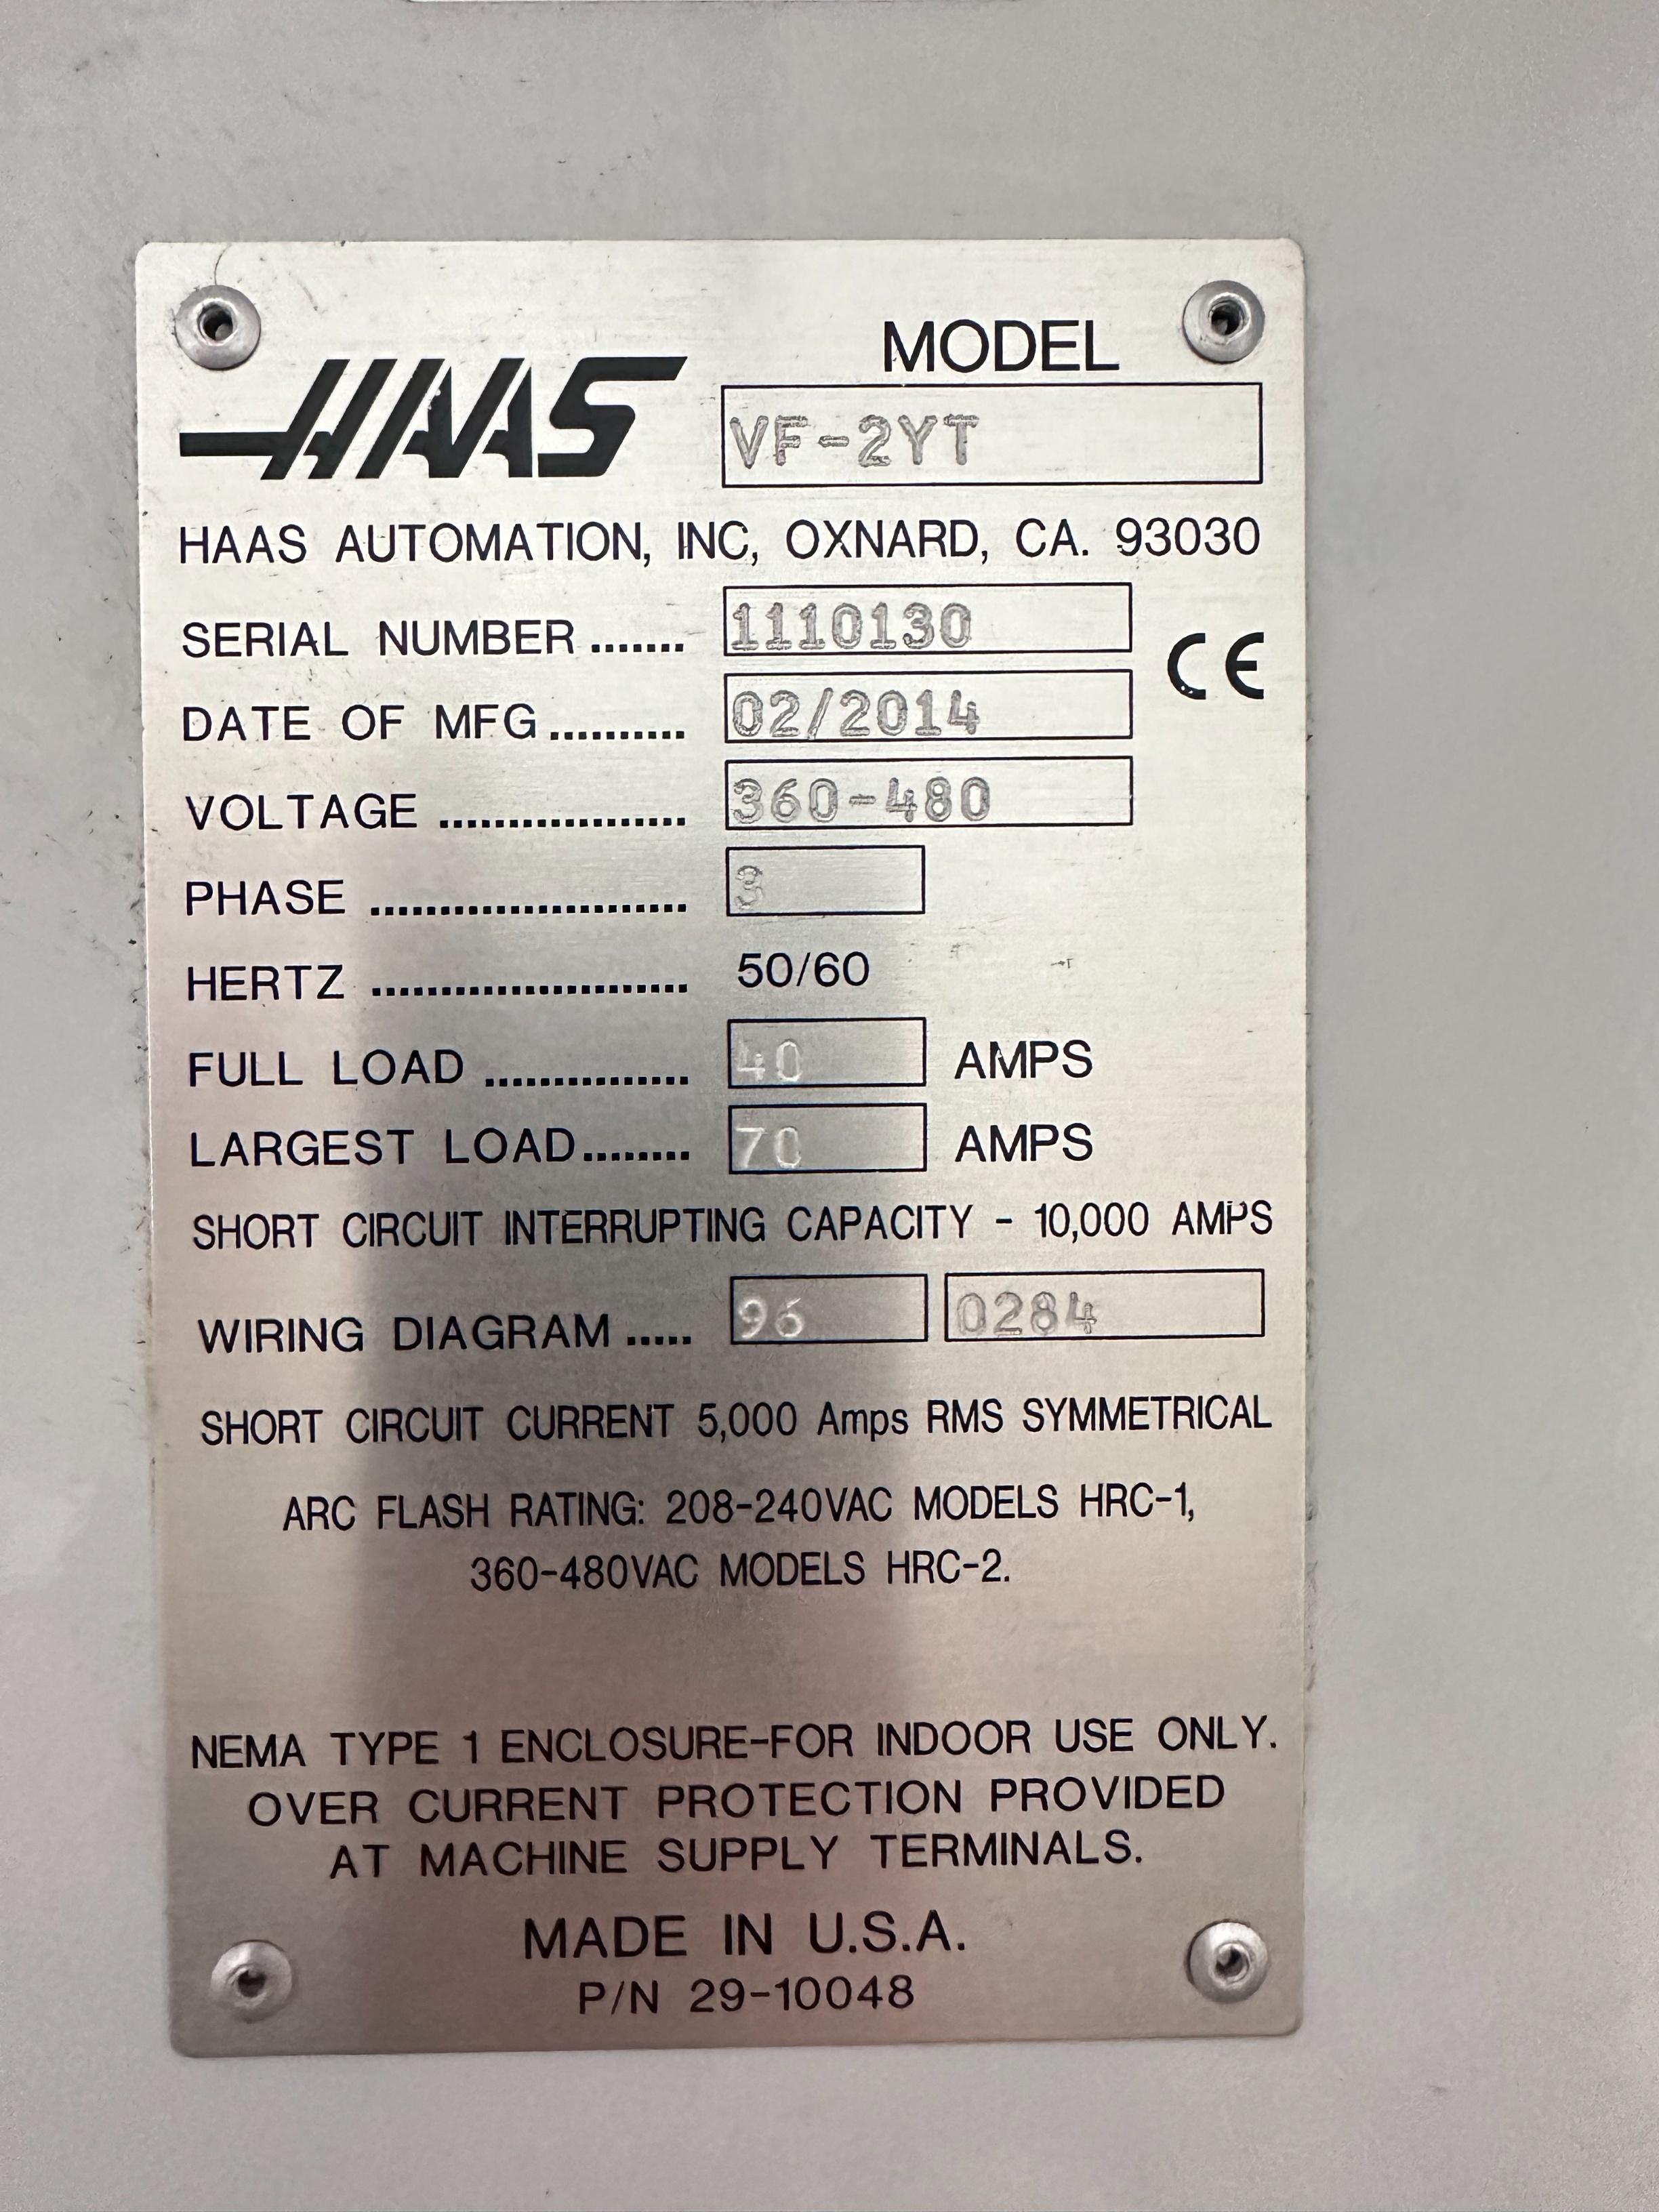 HAAS
MODEL
VF-2YT
HAAS AUTOMATION, INC, OXNARD, CA. 93030
SERIAL NUMBER ....... 1110130
CE
DATE OF MFG .......... 02/2014
VOLTAGE .................. 360-480
PHASE ....................... 3
HERTZ ....................... 50/60
FULL LOAD ............... 40 AMPS
LARGEST LOAD ........ 70 AMPS
SHORT CIRCUIT INTERRUPTING CAPACITY - 10,000 AMPS
WIRING DIAGRAM ..... 96 0284
SHORT CIRCUIT CURRENT 5,000 Amps RMS SYMMETRICAL
ARC FLASH RATING: 208-240VAC MODELS HRC-1,
360-480VAC MODELS HRC-2.
NEMA TYPE 1 ENCLOSURE-FOR INDOOR USE ONLY.
OVER CURRENT PROTECTION PROVIDED
AT MACHINE SUPPLY TERMINALS.
MADE IN U.S.A.
P/N 29-10048